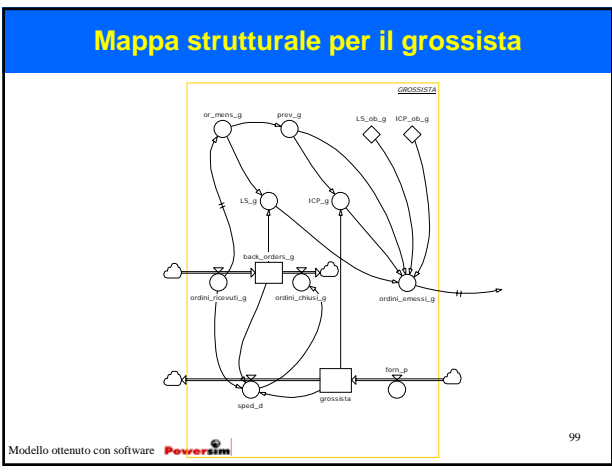 Mappa strutturale per il grossista
GROSSISTA
or_mens_g
prev_g
LS_ob_g
ICP_ob_g
LS_g
ICP_g
back_orders_g
ordini_ricevuti_g
ordini_chiusi_g
ordini_emessi_g
forn_p
sped_d
grossista
Modello ottenuto con software Powersim
99